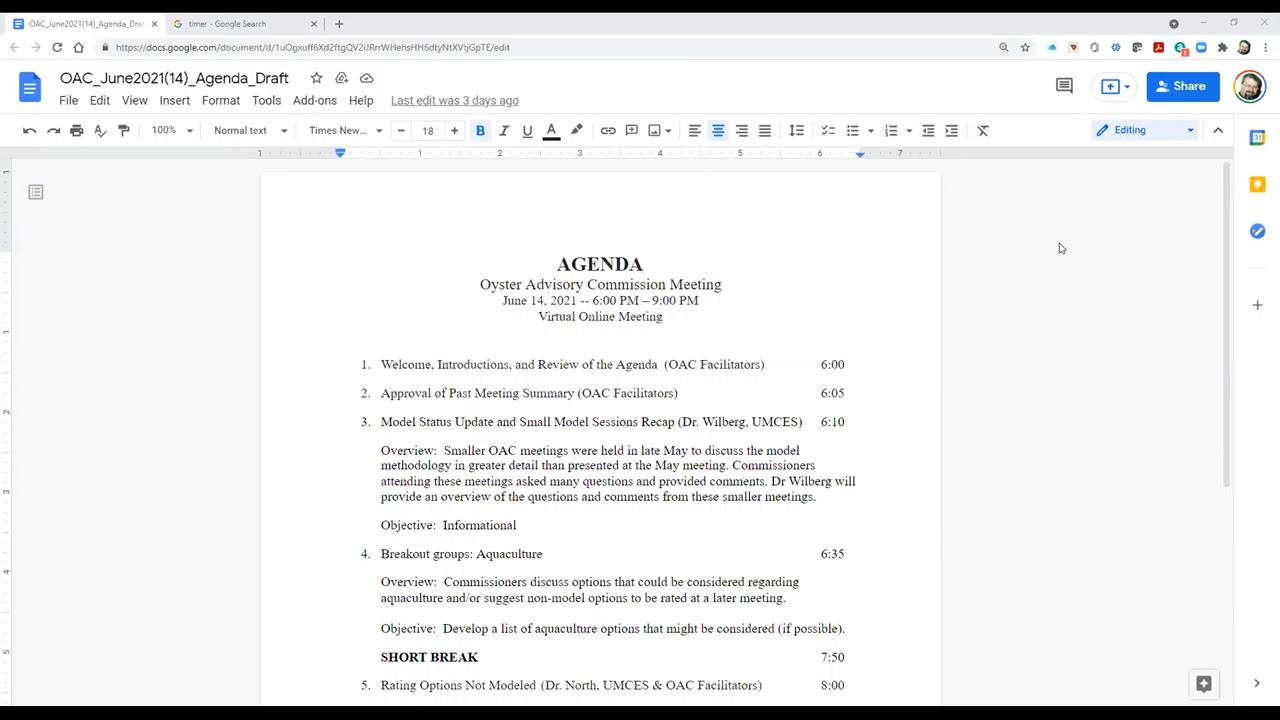 OAC_June2021(14)_Agenda_Dra
timer - Google Search
https://docs.google.com/document/d/1uOgxuff6Xd2ftgQV2iJRrrWHehsHH6dtyNtXVtjGpTE/edit
OAC_June2021(14)_Agenda_Draft
File Edit View Insert Format Tools Add-ons Help Last edit was 3 days ago
Share
100% Normal text Times New... 18 B I U A Editing
1 1 2 3 4 5 6 7
AGENDA
Oyster Advisory Commission Meeting
June 14, 2021 -- 6:00 PM – 9:00 PM
Virtual Online Meeting
1. Welcome, Introductions, and Review of the Agenda (OAC Facilitators) 6:00
2. Approval of Past Meeting Summary (OAC Facilitators) 6:05
3. Model Status Update and Small Model Sessions Recap (Dr. Wilberg, UMCES) 6:10
Overview: Smaller OAC meetings were held in late May to discuss the model
methodology in greater detail than presented at the May meeting. Commissioners
attending these meetings asked many questions and provided comments. Dr Wilberg will
provide an overview of the questions and comments from these smaller meetings.
Objective: Informational
4. Breakout groups: Aquaculture 6:35
Overview: Commissioners discuss options that could be considered regarding
aquaculture and/or suggest non-model options to be rated at a later meeting.
Objective: Develop a list of aquaculture options that might be considered (if possible).
SHORT BREAK 7:50
5. Rating Options Not Modeled (Dr. North, UMCES & OAC Facilitators) 8:00